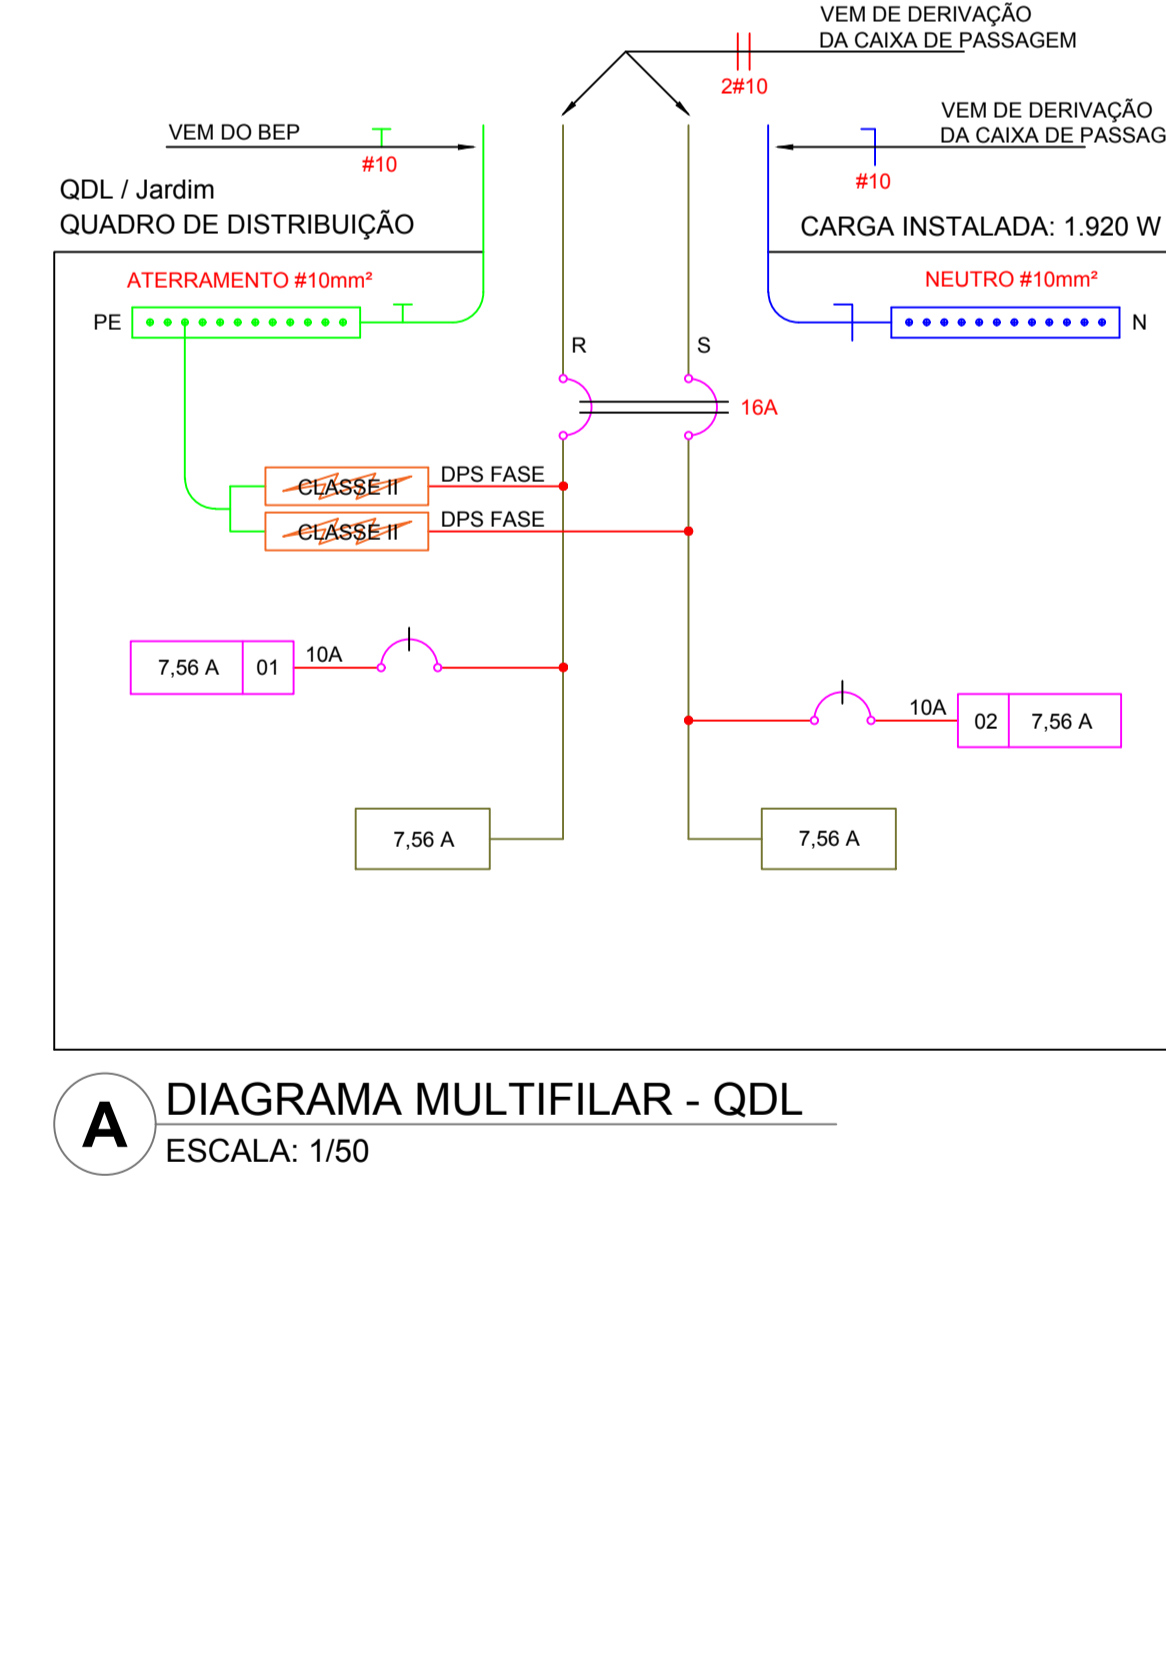 VEM DE DERIVAÇÃO
DA CAIXA DE PASSAGEM
2#10
VEM DO BEP
#10
VEM DE DERIVAÇÃO
DA CAIXA DE PASSAG
#10
QDL / Jardim
QUADRO DE DISTRIBUIÇÃO
CARGA INSTALADA: 1.920 W
ATERRAMENTO #10mm²
NEUTRO #10mm²
PE
N
R
S
16A
CLASSE II
DPS FASE
CLASSE II
DPS FASE
7,56 A
01
10A
10A
02
7,56 A
7,56 A
7,56 A
A
DIAGRAMA MULTIFILAR - QDL
ESCALA: 1/50